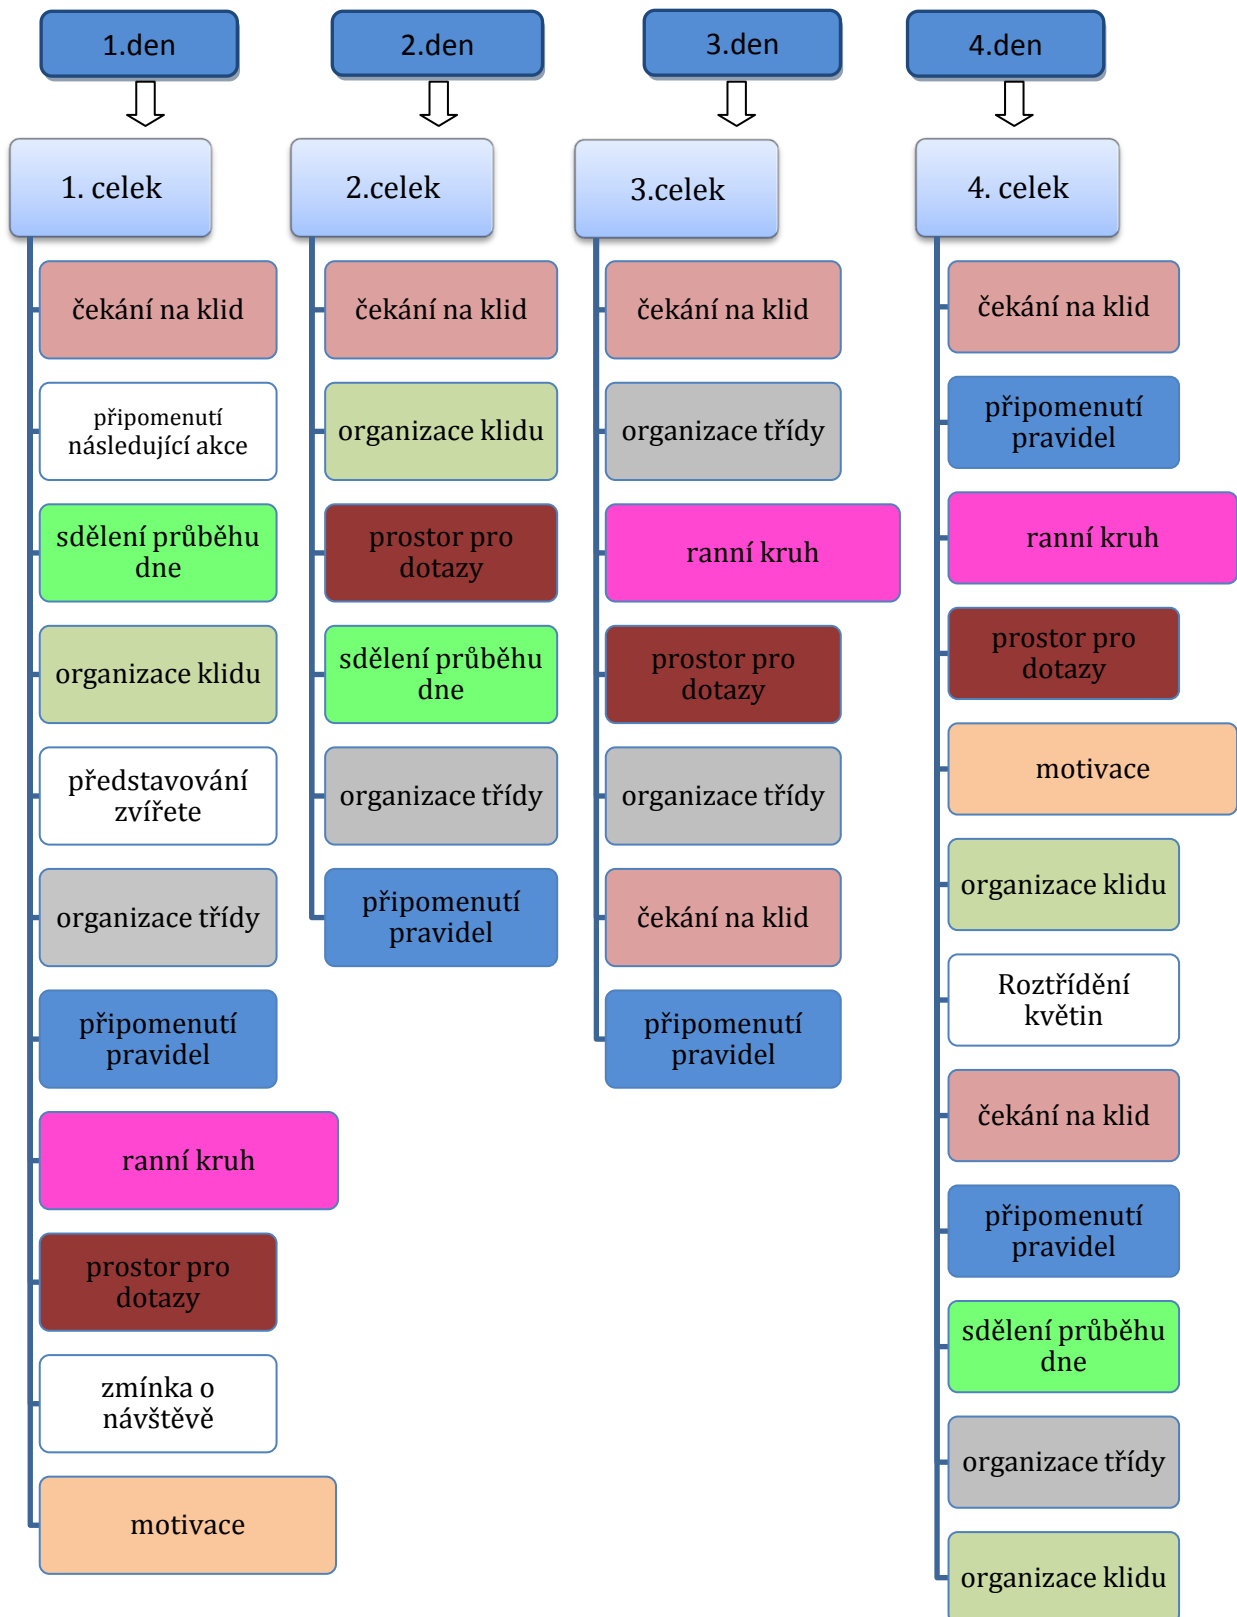 1.den
2.den
3.den
4.den
1. celek
2.celek
3.celek
4. celek
čekání na klid
připomenutí
následující akce
sdělení průběhu
dne
organizace klidu
představování
zvířete
organizace třídy
připomenutí
pravidel
ranní kruh
prostor pro
dotazy
zmínka o
návštěvě
motivace
čekání na klid
organizace klidu
prostor pro
dotazy
sdělení průběhu
dne
organizace třídy
připomenutí
pravidel
čekání na klid
organizace třídy
ranní kruh
prostor pro
dotazy
organizace třídy
čekání na klid
připomenutí
pravidel
čekání na klid
připomenutí
pravidel
ranní kruh
prostor pro
dotazy
motivace
organizace klidu
Roztřídění
květin
čekání na klid
připomenutí
pravidel
sdělení průběhu
dne
organizace třídy
organizace klidu